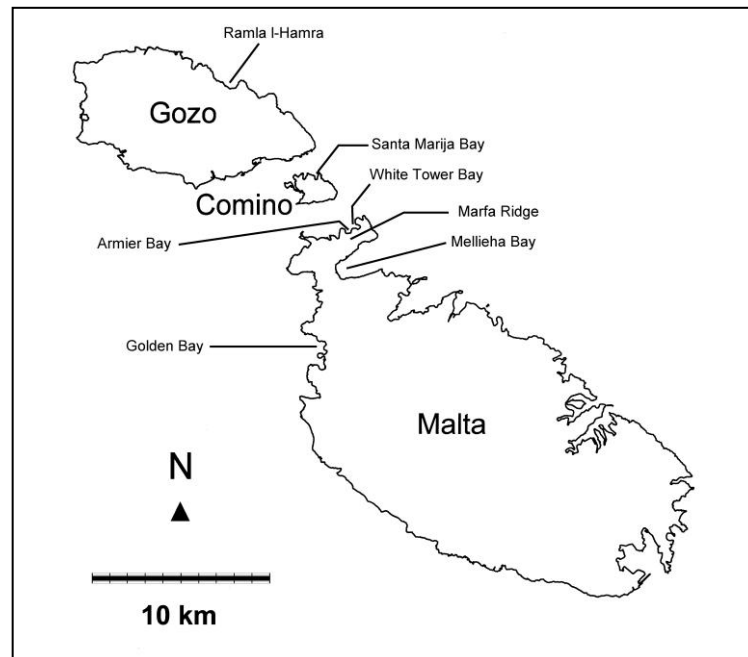 Ramla l-Hamra
Gozo
Santa Marija Bay
White Tower Bay
Comino
Marfa Ridge
Armier Bay
Mellieha Bay
Golden Bay
Malta
N
10 km